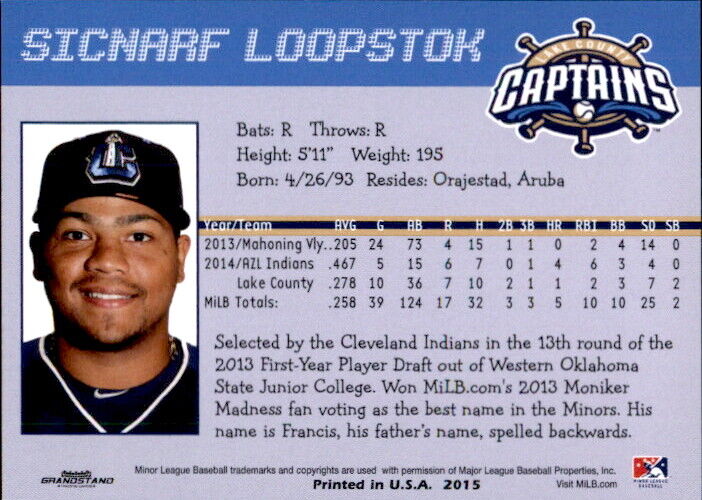 SICNARF LOOPSTOK
LAKE COUNTY
CAPTAINS
TM
Bats: R Throws: R
Height: 5'11" Weight: 195
Born: 4/26/93 Resides: Orajestad, Aruba
Year/Team AVG G AB R H 2B 3B HR RBI BB SO SB
2013/Mahoning Vly..205 24 73 4 15 1 1 0 2 4 14 0
2014/AZL Indians .467 5 15 6 7 0 1 4 6 3 4 0
Lake County .278 10 36 7 10 2 1 1 2 3 7 2
MiLB Totals: .258 39 124 17 32 3 3 5 10 10 25 2
Selected by the Cleveland Indians in the 13th round of the
2013 First-Year Player Draft out of Western Oklahoma
State Junior College. Won MiLB.com's 2013 Moniker
Madness fan voting as the best name in the Minors. His
name is Francis, his father's name, spelled backwards.
GRANDSTAND
Minor League Baseball trademarks and copyrights are used with permission of Major League Baseball Properties, Inc.
Printed in U.S.A. 2015
MINOR LEAGUE
BASEBALL
Visit MiLB.com